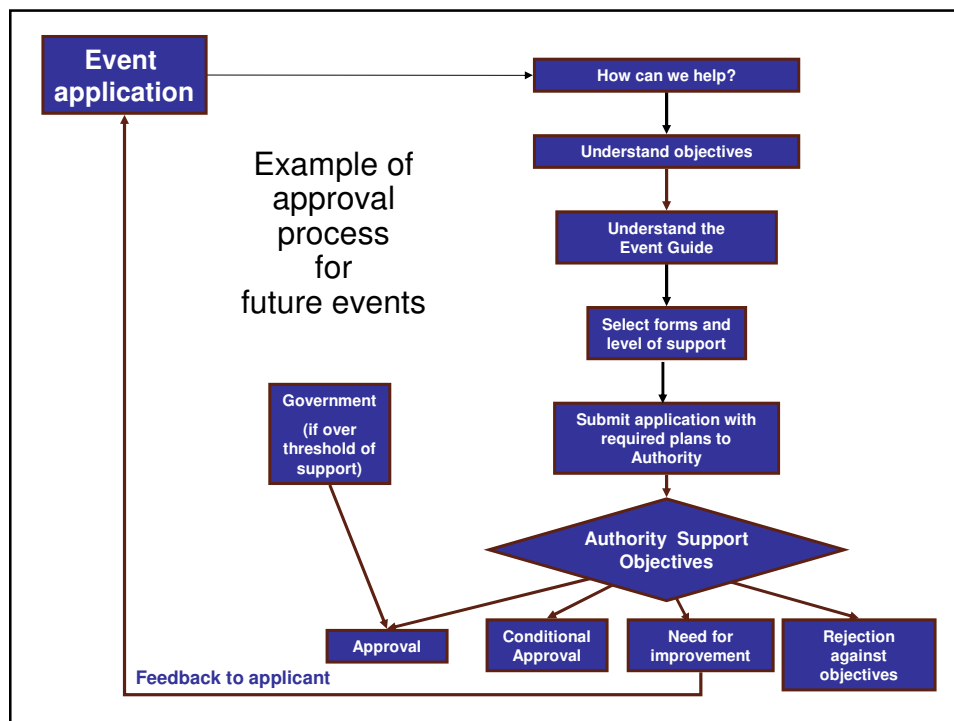 Event
application
How can we help?
Understand objectives
Example of
approval
process
for
future events
Understand the
Event Guide
Select forms and
level of support
Government
(if over
threshold of
support)
Submit application with
required plans to
Authority
Authority Support
Objectives
Approval
Conditional
Approval
Need for
improvement
Rejection
against
objectives
Feedback to applicant